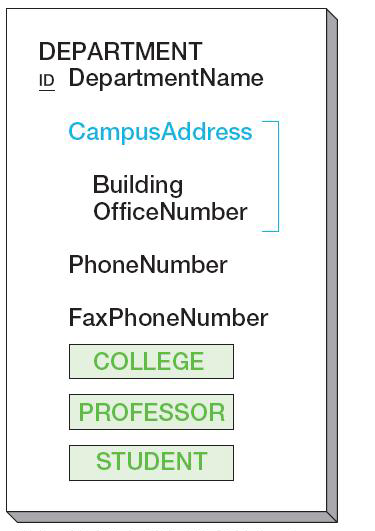 DEPARTMENT
ID DepartmentName
CampusAddress
Building
OfficeNumber
PhoneNumber
FaxPhoneNumber
COLLEGE
PROFESSOR
STUDENT